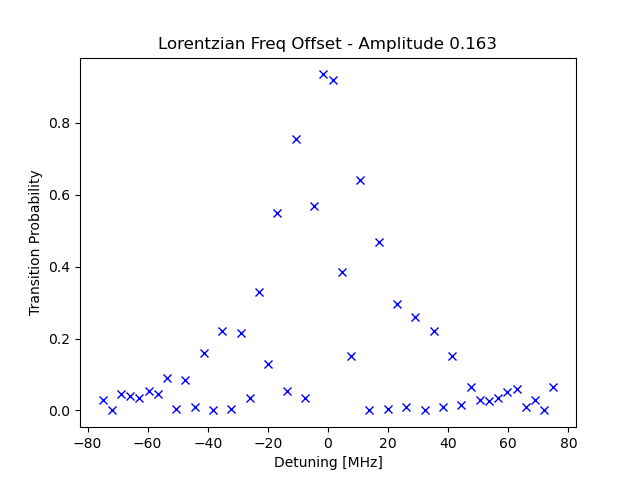 Lorentzian Freq Offset - Amplitude 0.163
Transition Probability
0.8
0.6
0.4
0.2
0.0
−80 −60 −40 −20 0 20 40 60 80
Detuning [MHz]